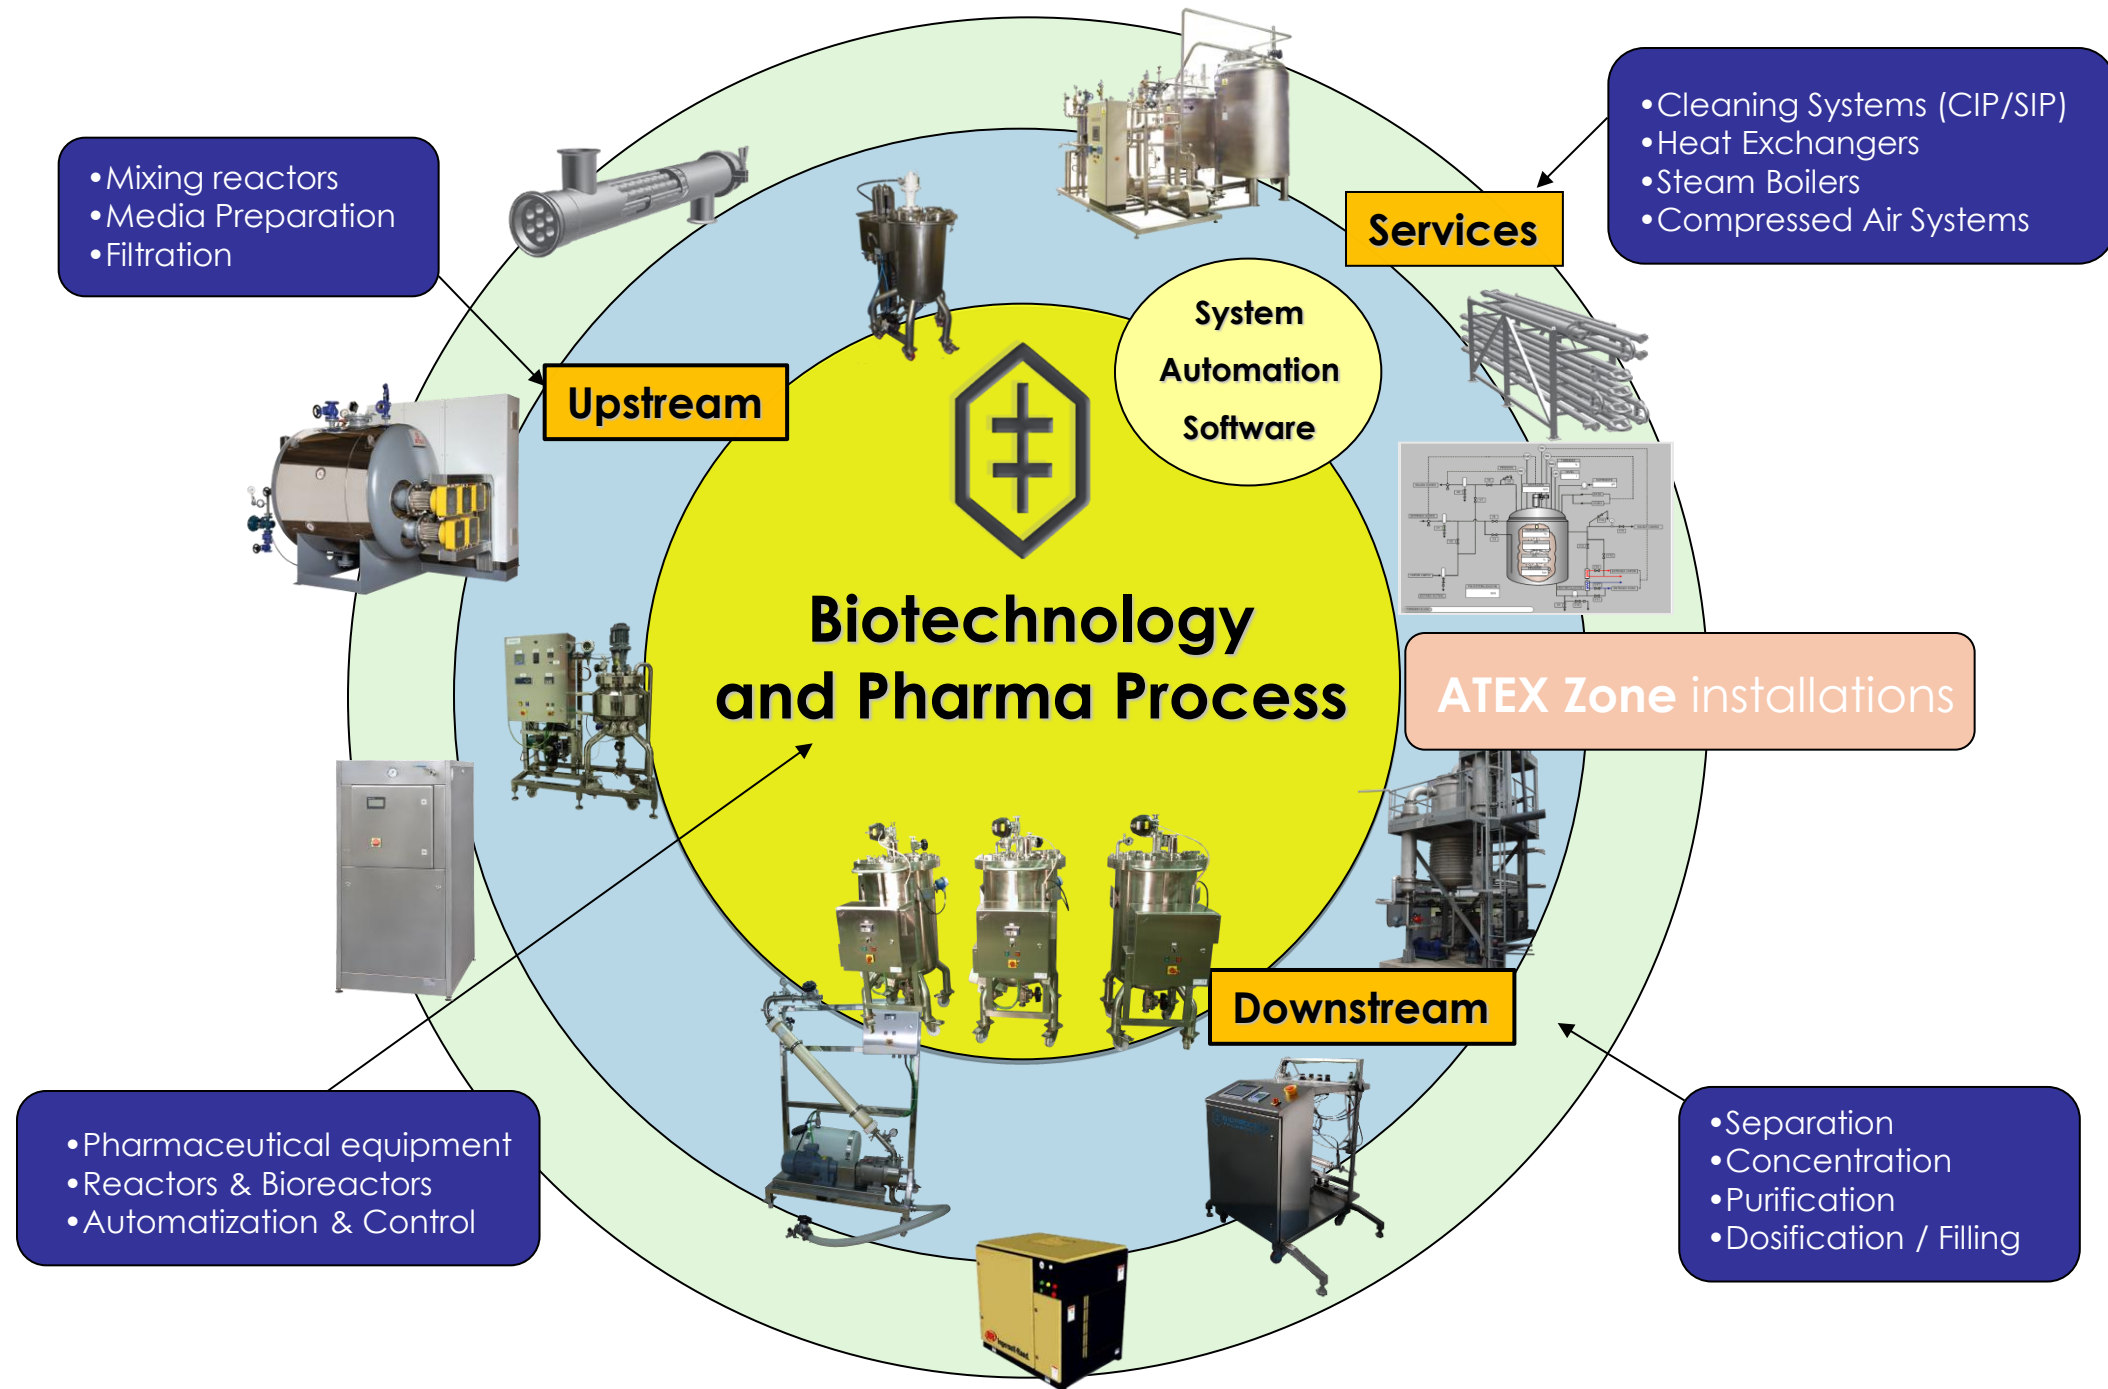 •Cleaning Systems (CIP/SIP)
•Heat Exchangers
•Steam Boilers
•Compressed Air Systems
•Mixing reactors
•Media Preparation
•Filtration
Services
System
Automation
Software
Upstream
Biotechnology
and Pharma Process
ATEX Zone installations
Downstream
•Pharmaceutical equipment
•Reactors & Bioreactors
•Automatization & Control
•Separation
•Concentration
•Purification
•Dosification / Filling
Ingersoll Rand